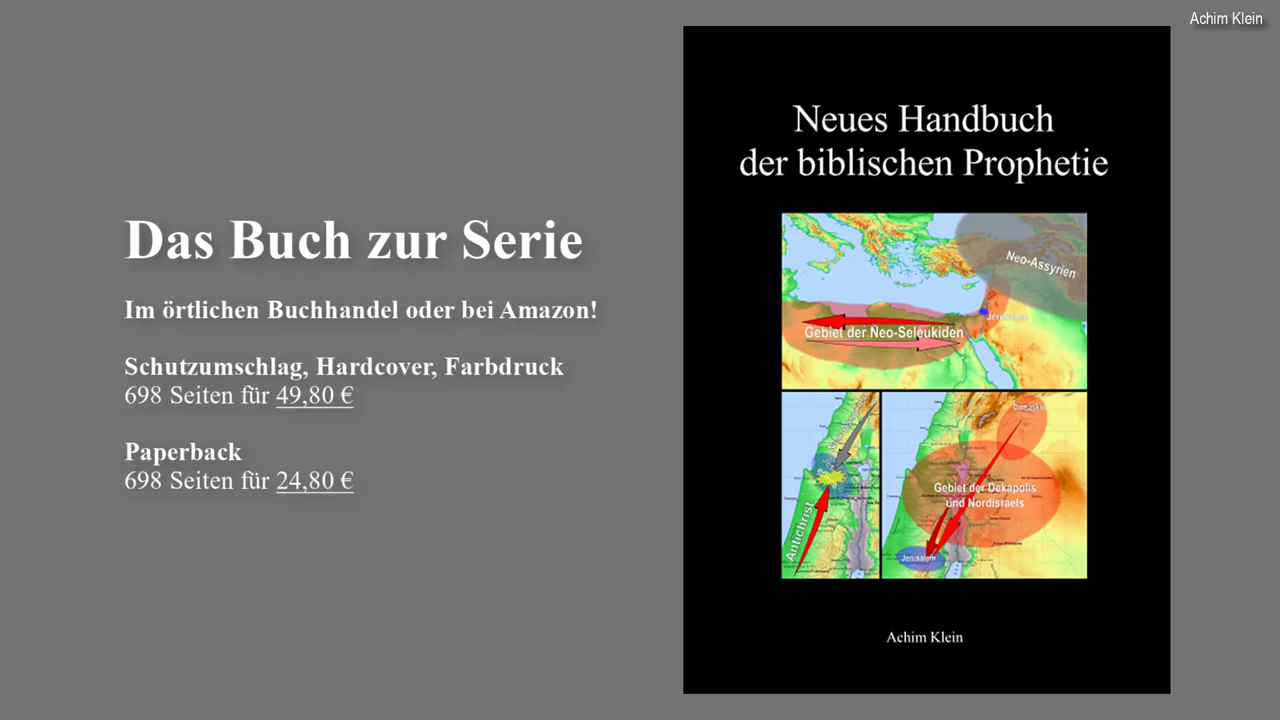 Achim Klein
Das Buch zur Serie
Im örtlichen Buchhandel oder bei Amazon!
Schutzumschlag, Hardcover, Farbdruck
698 Seiten für 49,80 €
Paperback
698 Seiten für 24,80 €
Neues Handbuch
der biblischen Prophetie
Neo-Assyrien
Jerusalem
Gebiet der Neo-Seleukiden
Antichrist
Damaskus
Gebiet der Dekapolis
und Nordisraels
Jerusalem
Achim Klein